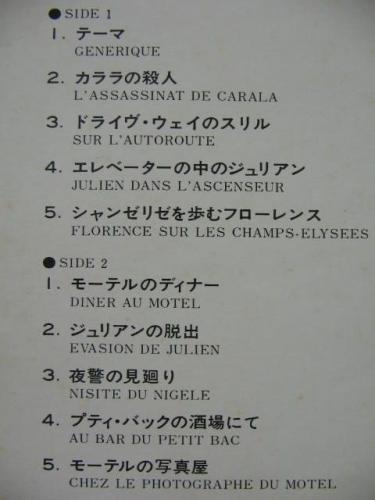 ● SIDE 1
1. テーマ
GENERIQUE
2. カララの殺人
L'ASSASSINAT DE CARALA
3. ドライヴ・ウェイのスリル
SUR L'AUTOROUTE
4. エレベーターの中のジュリアン
JULIEN DANS L'ASCENSEUR
5. シャンゼリゼを歩むフローレンス
FLORENCE SUR LES CHAMPS-ELYSEES
● SIDE 2
1. モーテルのディナー
DINER AU MOTEL
2. ジュリアンの脱出
EVASION DE JULIEN
3. 夜警の見廻り
NISITE DU NIGELE
4. プティ・バックの酒場にて
AU BAR DU PETIT BAC
5. モーテルの写真屋
CHEZ LE PHOTOGRAPHE DU MOTEL